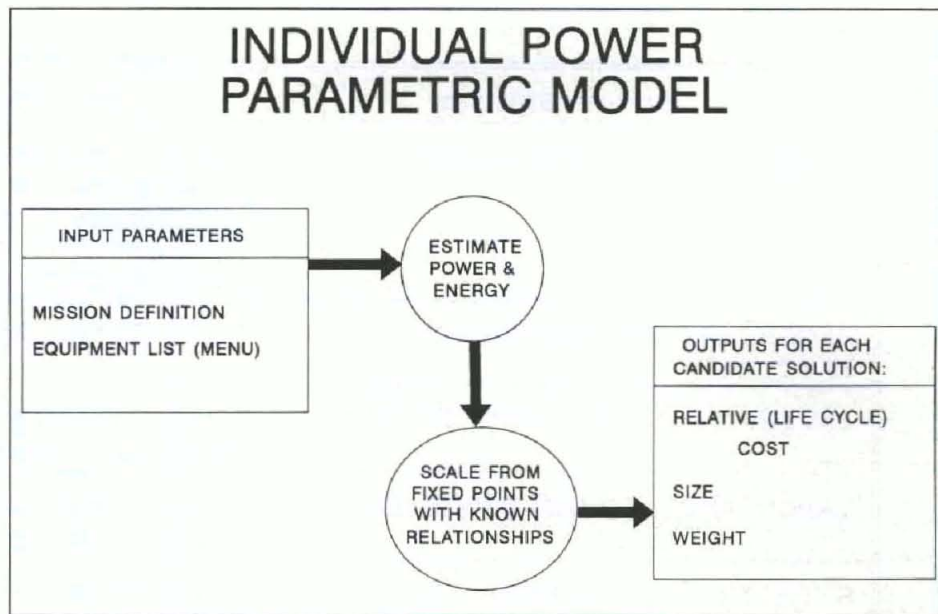 INDIVIDUAL POWER
PARAMETRIC MODEL
INPUT PARAMETERS
MISSION DEFINITION
EQUIPMENT LIST (MENU)
ESTIMATE
POWER &
ENERGY
SCALE FROM
FIXED POINTS
WITH KNOWN
RELATIONSHIPS
OUTPUTS FOR EACH
CANDIDATE SOLUTION:
RELATIVE (LIFE CYCLE)
COST
SIZE
WEIGHT